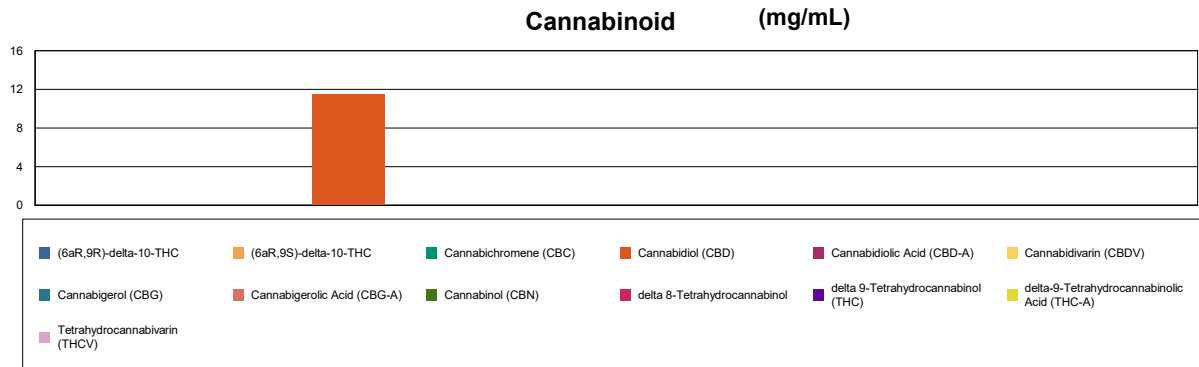 Cannabinoid (mg/mL)
16
12
8
4
0
(6aR,9R)-delta-10-THC
(6aR,9S)-delta-10-THC
Cannabichromene (CBC)
Cannabidiol (CBD)
Cannabidiolic Acid (CBD-A)
Cannabidivarin (CBDV)
Cannabigerol (CBG)
Cannabigerolic Acid (CBG-A)
Cannabinol (CBN)
delta 8-Tetrahydrocannabinol
delta 9-Tetrahydrocannabinol
(THC)
delta-9-Tetrahydrocannabinolic
Acid (THC-A)
Tetrahydrocannabivarin
(THCV)